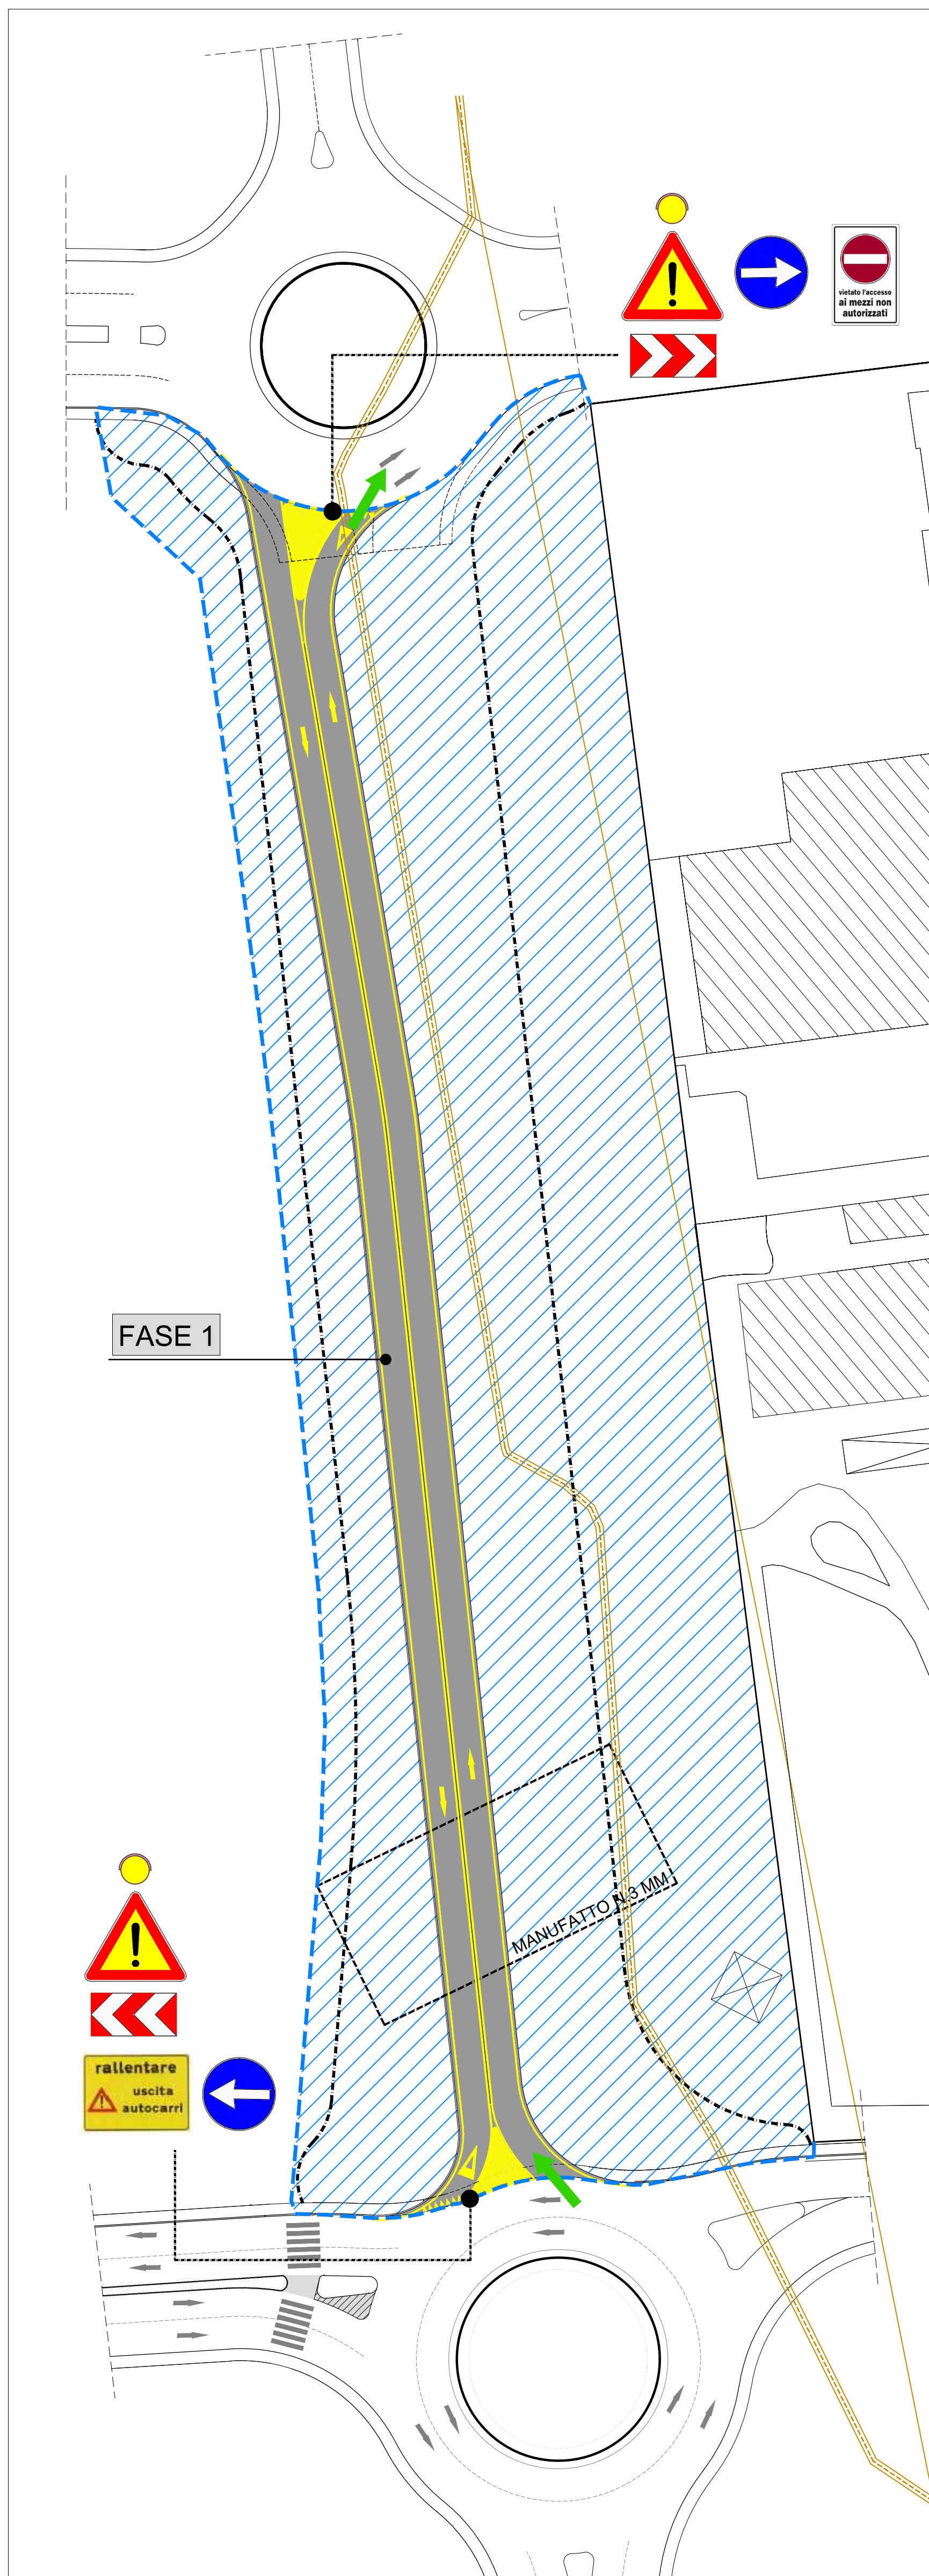 vietato l'accesso
ai mezzi non
autorizzati
FASE 1
MANUFATTO N.3 MM
rallentare
uscita
autocarri